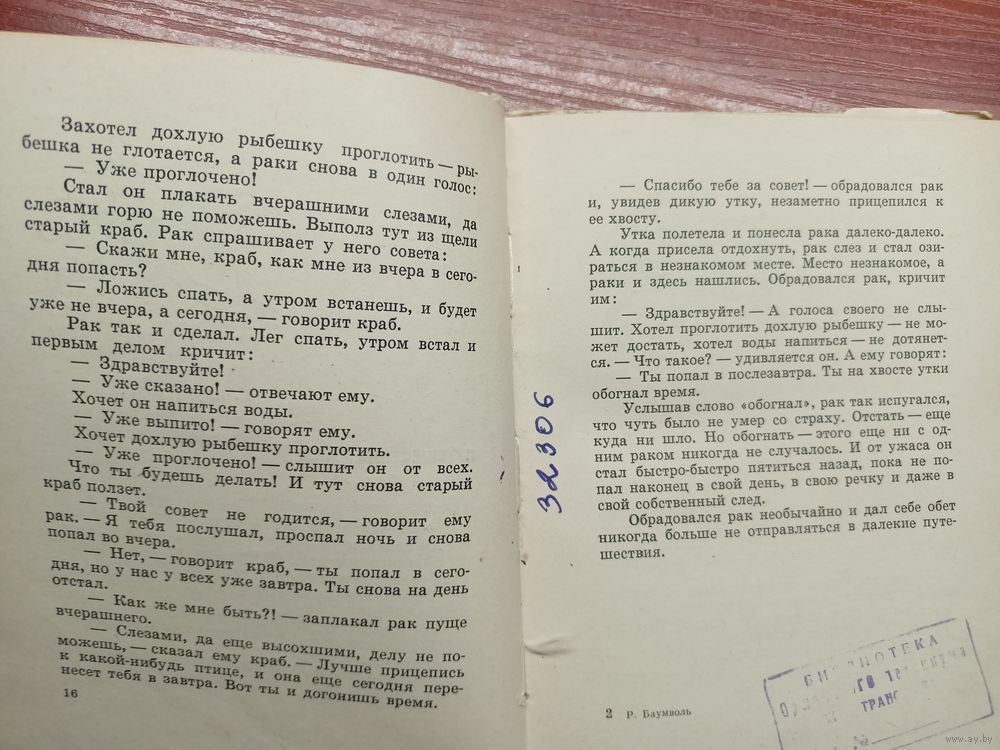 Захотел дохлую рыбешку проглотить — ры-
бешка не глотается, а раки снова в один голос:
— Уже проглочено!
Стал он плакать вчерашними слезами, да
слезами горю не поможешь. Выполз тут из щели
старый краб. Рак спрашивает у него совета:
— Скажи мне, краб, как мне из вчера в сего-
дня попасть?
— Ложись спать, а утром встанешь, и будет
уже не вчера, а сегодня, — говорит краб.
Рак так и сделал. Лег спать, утром встал и
первым делом кричит:
— Здравствуйте!
— Уже сказано! — отвечают ему.
Хочет он напиться воды.
— Уже выпито! — говорят ему.
Хочет дохлую рыбешку проглотить.
— Уже проглочено! — слышит он от всех.
Что ты будешь делать! И тут снова старый
краб ползет.
— Твой совет не годится, — говорит ему
рак. — Я тебя послушал, проспал ночь и снова
попал во вчера.
— Нет, — говорит краб, — ты попал в сего-
дня, но у нас у всех уже завтра. Ты снова на день
отстал.
— Как же мне быть?! — заплакал рак пуще
вчерашнего.
— Слезами, да еще высохшими, делу не по-
можешь, — сказал ему краб. — Лучше прицепись
к какой-нибудь птице, и она еще сегодня пере-
несет тебя в завтра. Вот ты и догонишь время.
16
32306
— Спасибо тебе за совет! — обрадовался рак
и, увидев дикую утку, незаметно прицепился к
ее хвосту.
Утка полетела и понесла рака далеко-далеко.
А когда присела отдохнуть, рак слез и стал ози-
раться в незнакомом месте. Место незнакомое, а
раки и здесь нашлись. Обрадовался рак, кричит
им:
— Здравствуйте! — А голоса своего не слы-
шит. Хотел проглотить дохлую рыбешку — не мо-
жет достать, хотел воды напиться — не дотянет-
ся. — Что такое? — удивляется он. А ему говорят:
— Ты попал в послезавтра. Ты на хвосте утки
обогнал время.
Услышав слово «обогнал», рак так испугался,
что чуть было не умер со страху. Отстать — еще
куда ни шло. Но обогнать — этого еще ни с од-
ним раком никогда не случалось. И от ужаса он
стал быстро-быстро пятиться назад, пока не по-
пал наконец в свой день, в свою речку и даже в
свой собственный след.
Обрадовался рак необычайно и дал себе обет
никогда больше не отправляться в далекие путе-
шествия.
2 Р. Баумволь
БИБЛИОТЕКА
www.ay.by